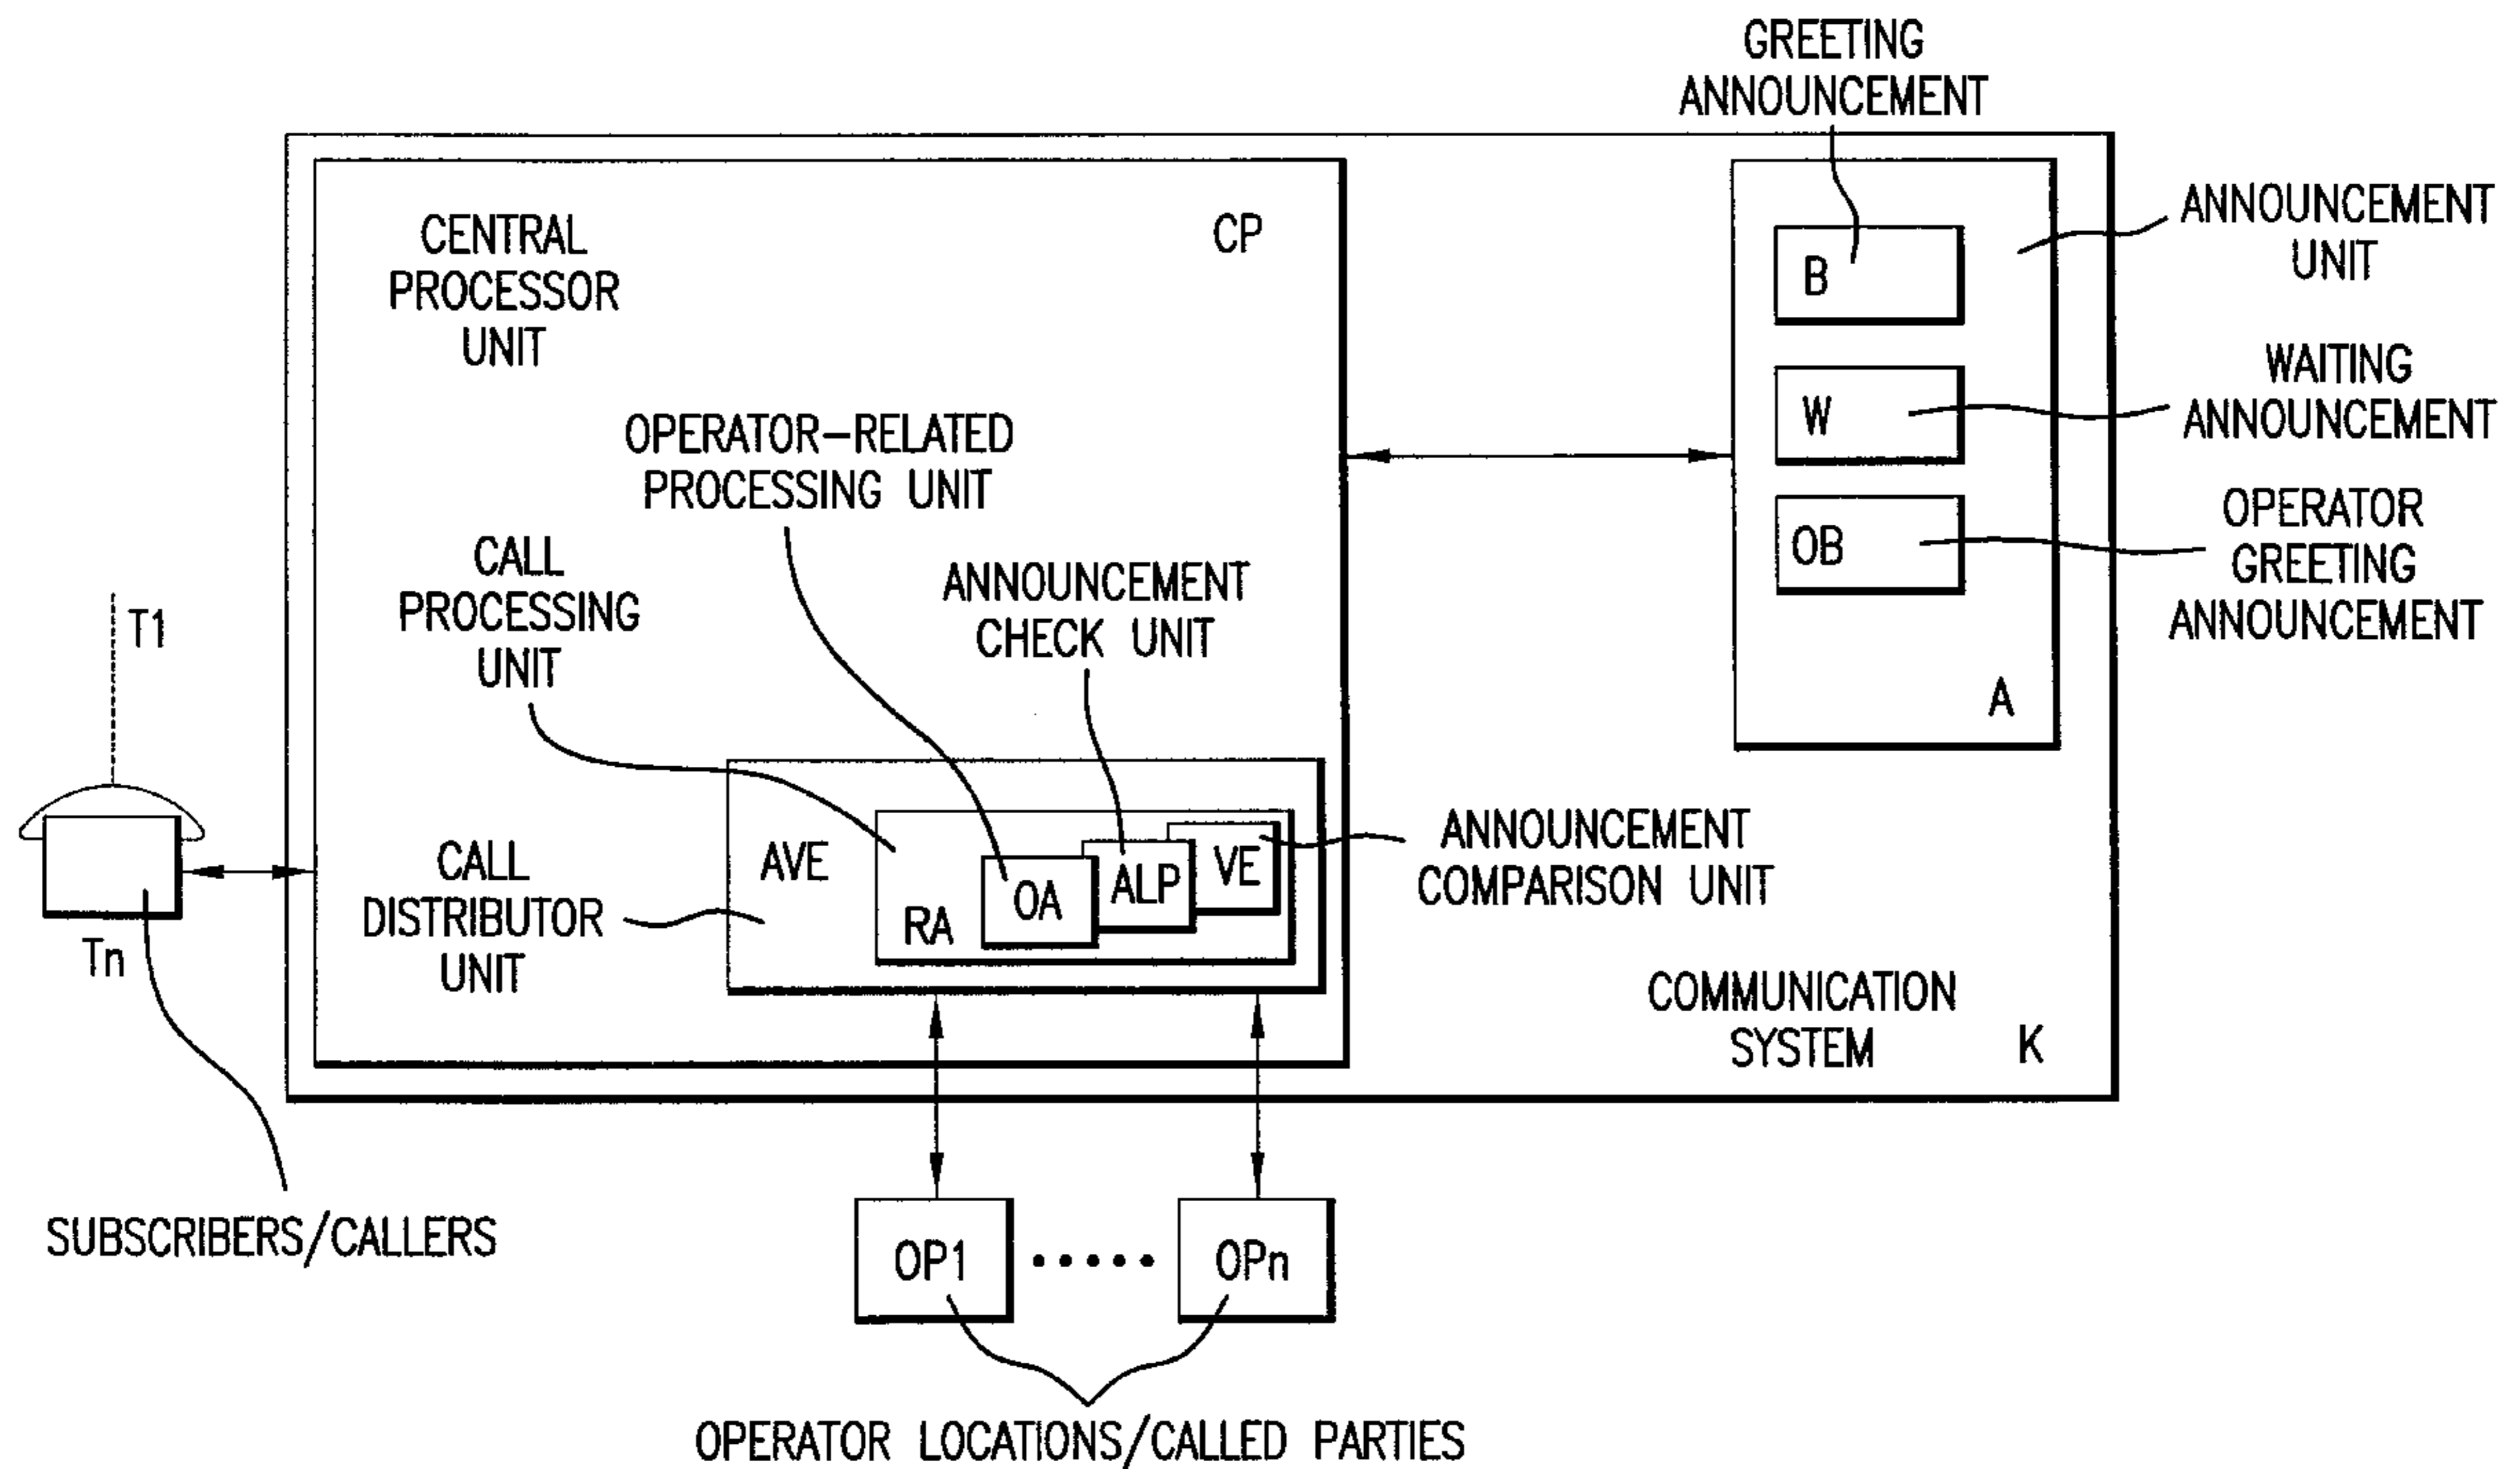 GREETING
ANNOUNCEMENT
CENTRAL
PROCESSOR
UNIT
CP
B
ANNOUNCEMENT
UNIT
W
WAITING
ANNOUNCEMENT
OPERATOR-RELATED
PROCESSING UNIT
OB
OPERATOR
GREETING
ANNOUNCEMENT
CALL
PROCESSING
UNIT
ANNOUNCEMENT
CHECK UNIT
T1
A
CALL
DISTRIBUTOR
UNIT
AVE
RA
OA
ALP
VE
ANNOUNCEMENT
COMPARISON UNIT
Tn
COMMUNICATION
SYSTEM
K
SUBSCRIBERS/CALLERS
OP1
OPn
OPERATOR LOCATIONS/CALLED PARTIES